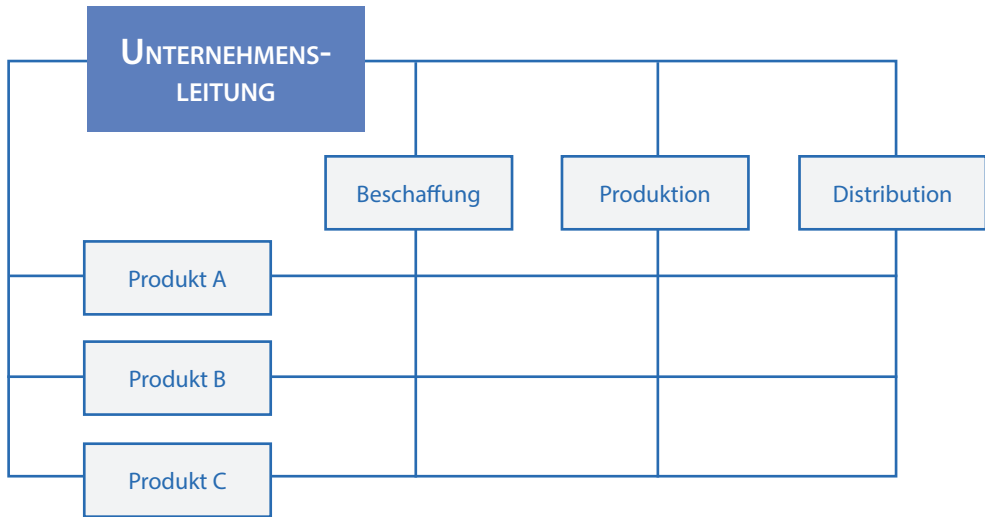 UNTERNEHMENS-
LEITUNG
Beschaffung
Produktion
Distribution
Produkt A
Produkt B
Produkt C